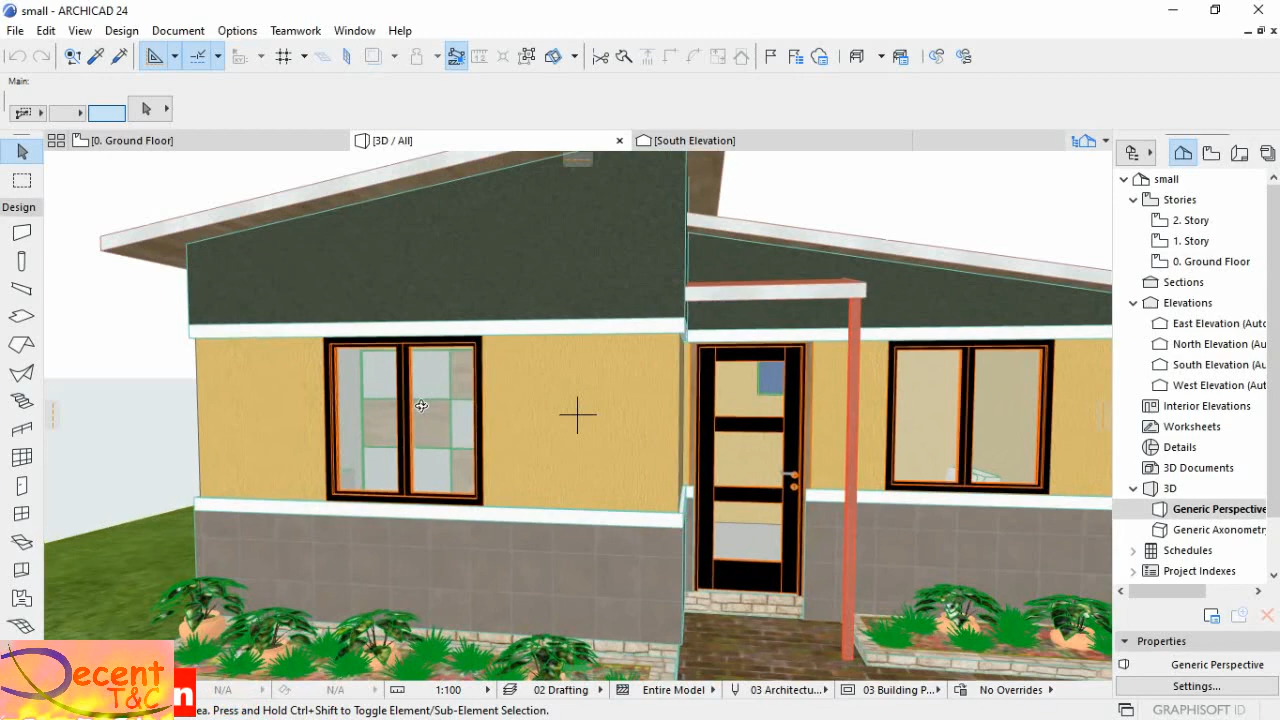 small - ARCHICAD 24
File Edit View Design Document Options Teamwork Window Help
Main:
[0. Ground Floor]
[3D / All]
[South Elevation]
Design
small
Stories
2. Story
1. Story
0. Ground Floor
Sections
Elevations
East Elevation (Aut
North Elevation (Au
South Elevation (Au
West Elevation (Au
Interior Elevations
Worksheets
Details
3D Documents
3D
Generic Perspective
Generic Axonometr
Schedules
Project Indexes
Properties
Generic Perspective
Settings...
GRAPHISOFT ID
Decent
T&C
n
N/A
N/A
1:100
02 Drafting
Entire Model
03 Architectu...
03 Building P...
No Overrides
ea. Press and Hold Ctrl+Shift to Toggle Element/Sub-Element Selection.